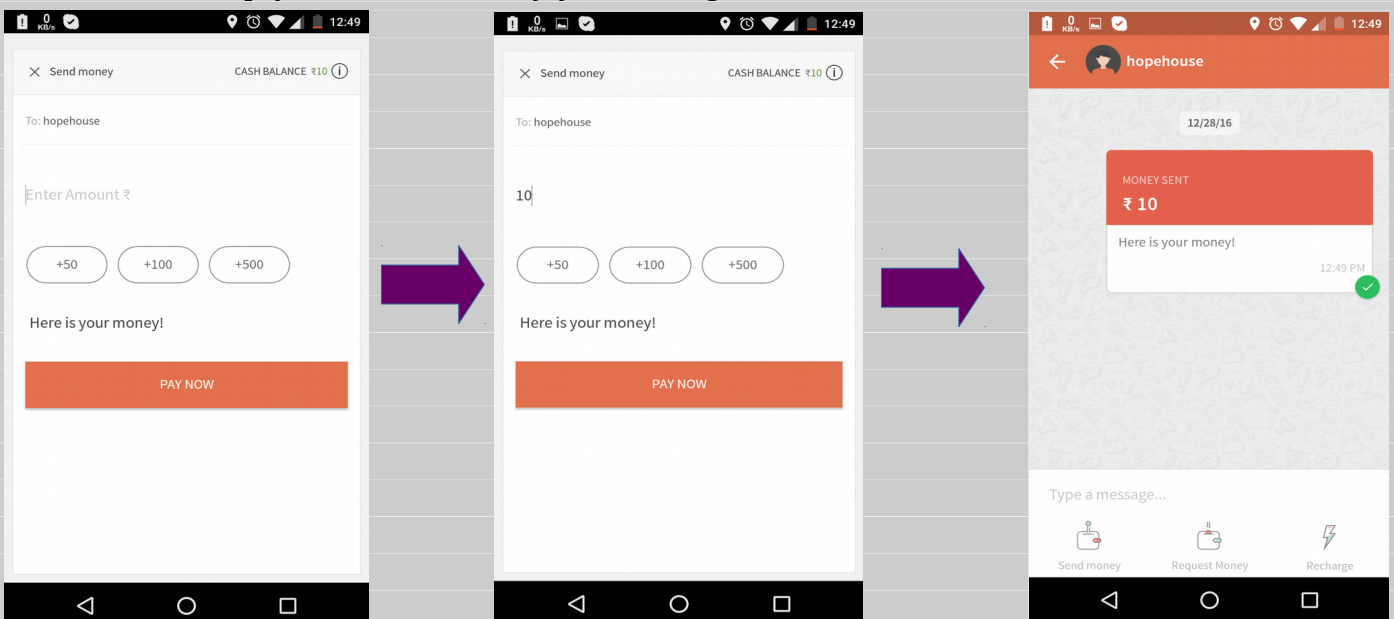 0
KB/s
12:49
Send money
CASH BALANCE ₹10
To: hopehouse
Enter Amount ₹
+50 +100 +500
Here is your money!
PAY NOW
0
KB/s
12:49
Send money
CASH BALANCE ₹10
To: hopehouse
10
+50 +100 +500
Here is your money!
PAY NOW
0
KB/s
12:49
hopehouse
12/28/16
MONEY SENT
₹ 10
Here is your money!
12:49 PM
Type a message...
Send money Request Money Recharge